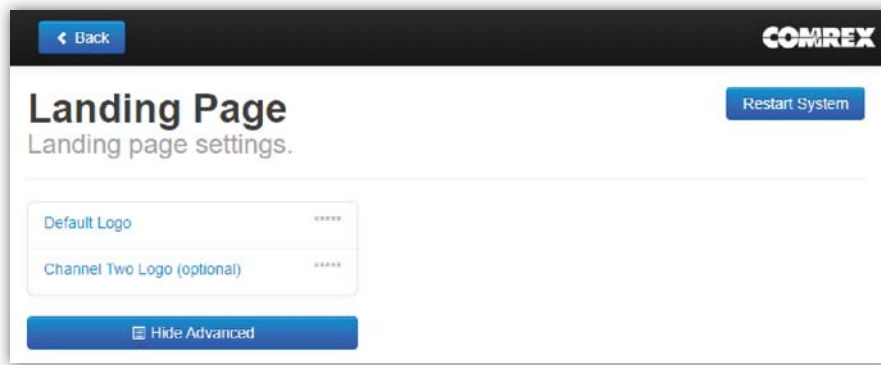 Back
COMREX
Landing Page
Restart System
Landing page settings.
Default Logo *****
Channel Two Logo (optional) *****
Hide Advanced